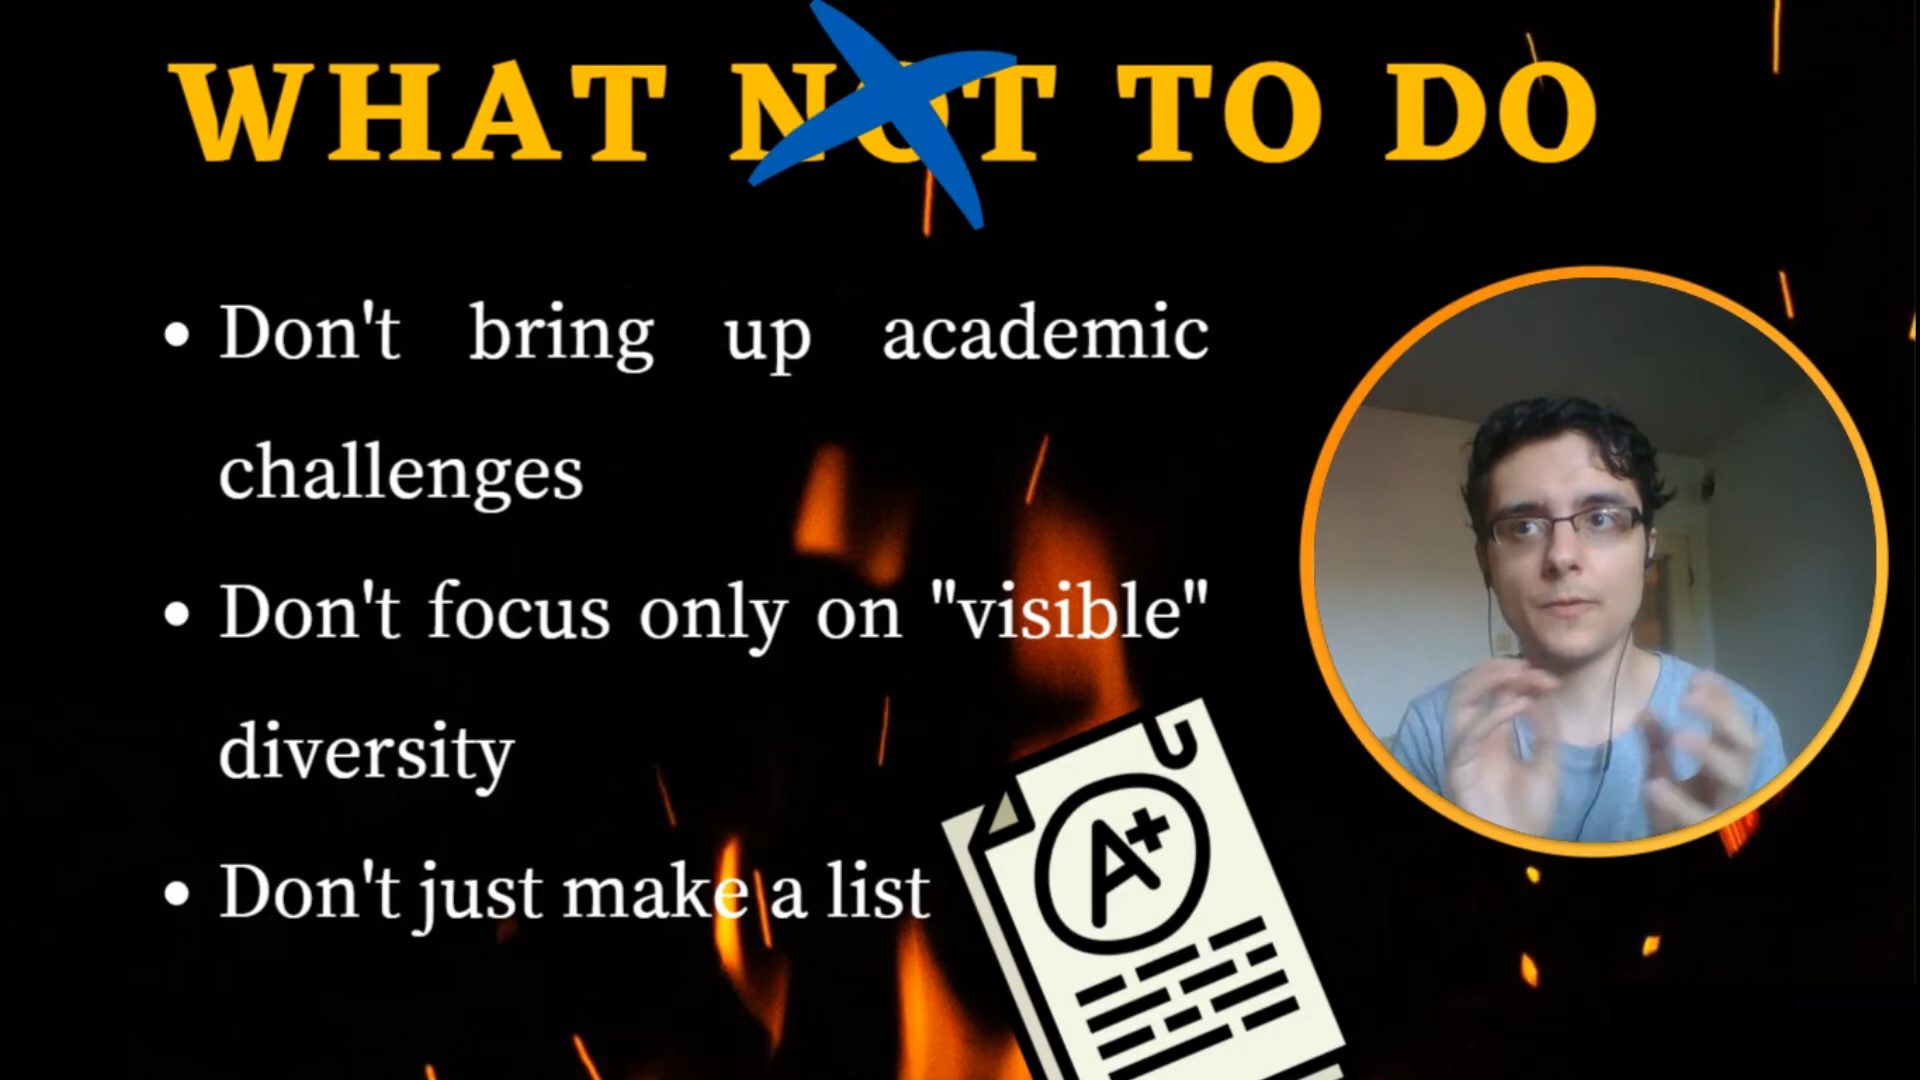 WHAT NOT TO DO
Don't bring up academic
challenges
Don't focus only on "visible"
diversity
Don't just make a list
A+